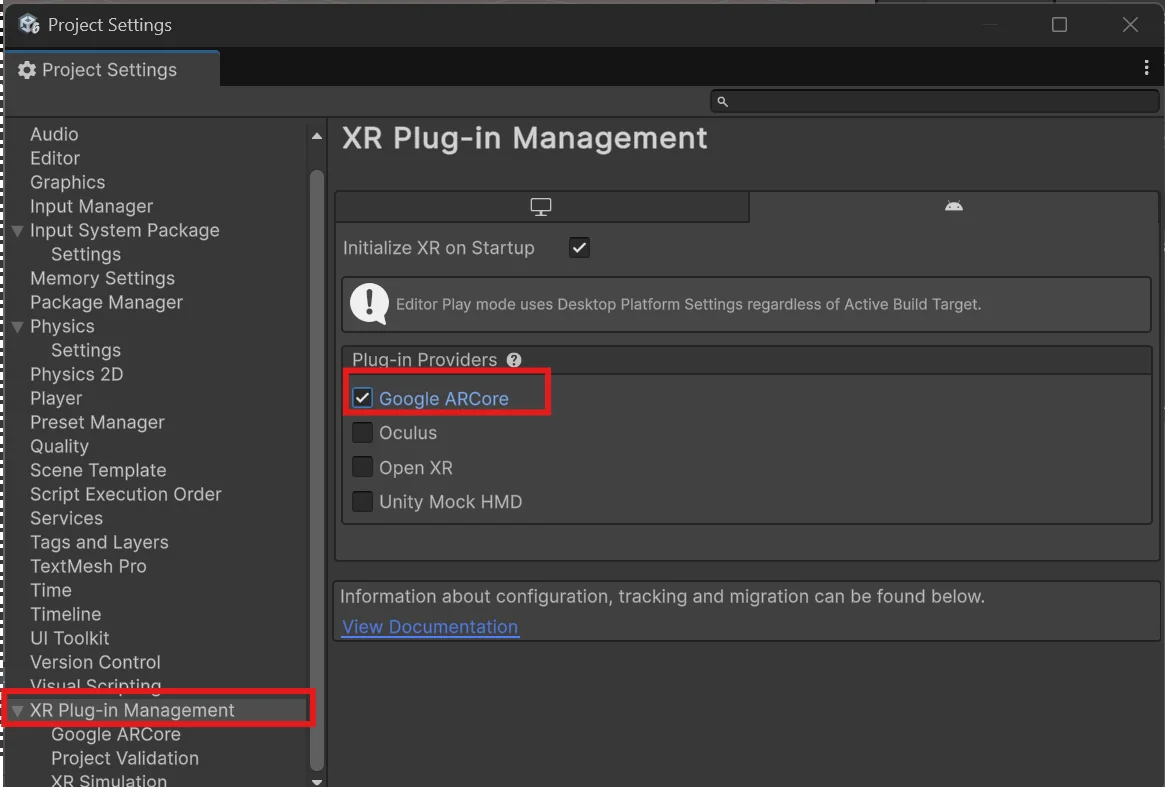 Project Settings
Project Settings
Audio
Editor
Graphics
Input Manager
Input System Package
Settings
Memory Settings
Package Manager
Physics
Settings
Physics 2D
Player
Preset Manager
Quality
Scene Template
Script Execution Order
Services
Tags and Layers
TextMesh Pro
Time
Timeline
UI Toolkit
Version Control
Visual Scripting
XR Plug-in Management
Google ARCore
Project Validation
XR Simulation
XR Plug-in Management
Initialize XR on Startup
Editor Play mode uses Desktop Platform Settings regardless of Active Build Target.
Plug-in Providers
Google ARCore
Oculus
Open XR
Unity Mock HMD
Information about configuration, tracking and migration can be found below.
View Documentation